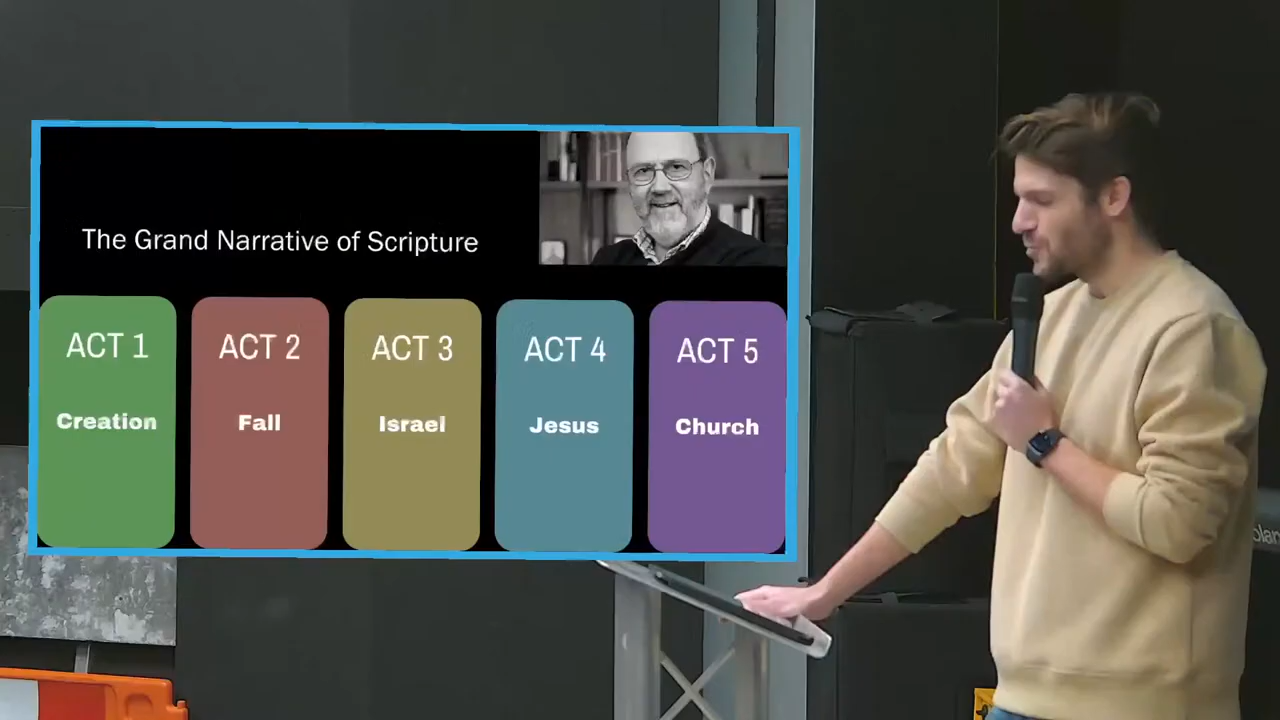 The Grand Narrative of Scripture
ACT 1
Creation
ACT 2
Fall
ACT 3
Israel
ACT 4
Jesus
ACT 5
Church